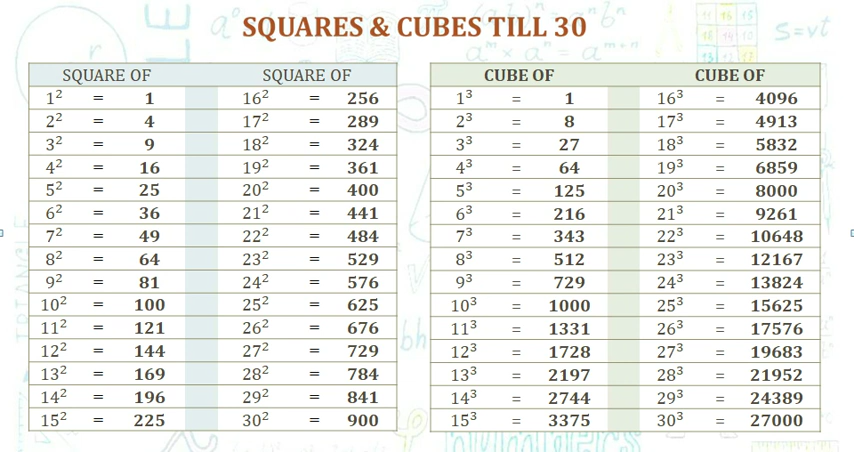 SQUARES & CUBES TILL 30
SQUARE OF SQUARE OF CUBE OF CUBE OF
1² = 1 16² = 256 1³ = 1 16³ = 4096
2² = 4 17² = 289 2³ = 8 17³ = 4913
3² = 9 18² = 324 3³ = 27 18³ = 5832
4² = 16 19² = 361 4³ = 64 19³ = 6859
5² = 25 20² = 400 5³ = 125 20³ = 8000
6² = 36 21² = 441 6³ = 216 21³ = 9261
7² = 49 22² = 484 7³ = 343 22³ = 10648
8² = 64 23² = 529 8³ = 512 23³ = 12167
9² = 81 24² = 576 9³ = 729 24³ = 13824
10² = 100 25² = 625 10³ = 1000 25³ = 15625
11² = 121 26² = 676 11³ = 1331 26³ = 17576
12² = 144 27² = 729 12³ = 1728 27³ = 19683
13² = 169 28² = 784 13³ = 2197 28³ = 21952
14² = 196 29² = 841 14³ = 2744 29³ = 24389
15² = 225 30² = 900 15³ = 3375 30³ = 27000